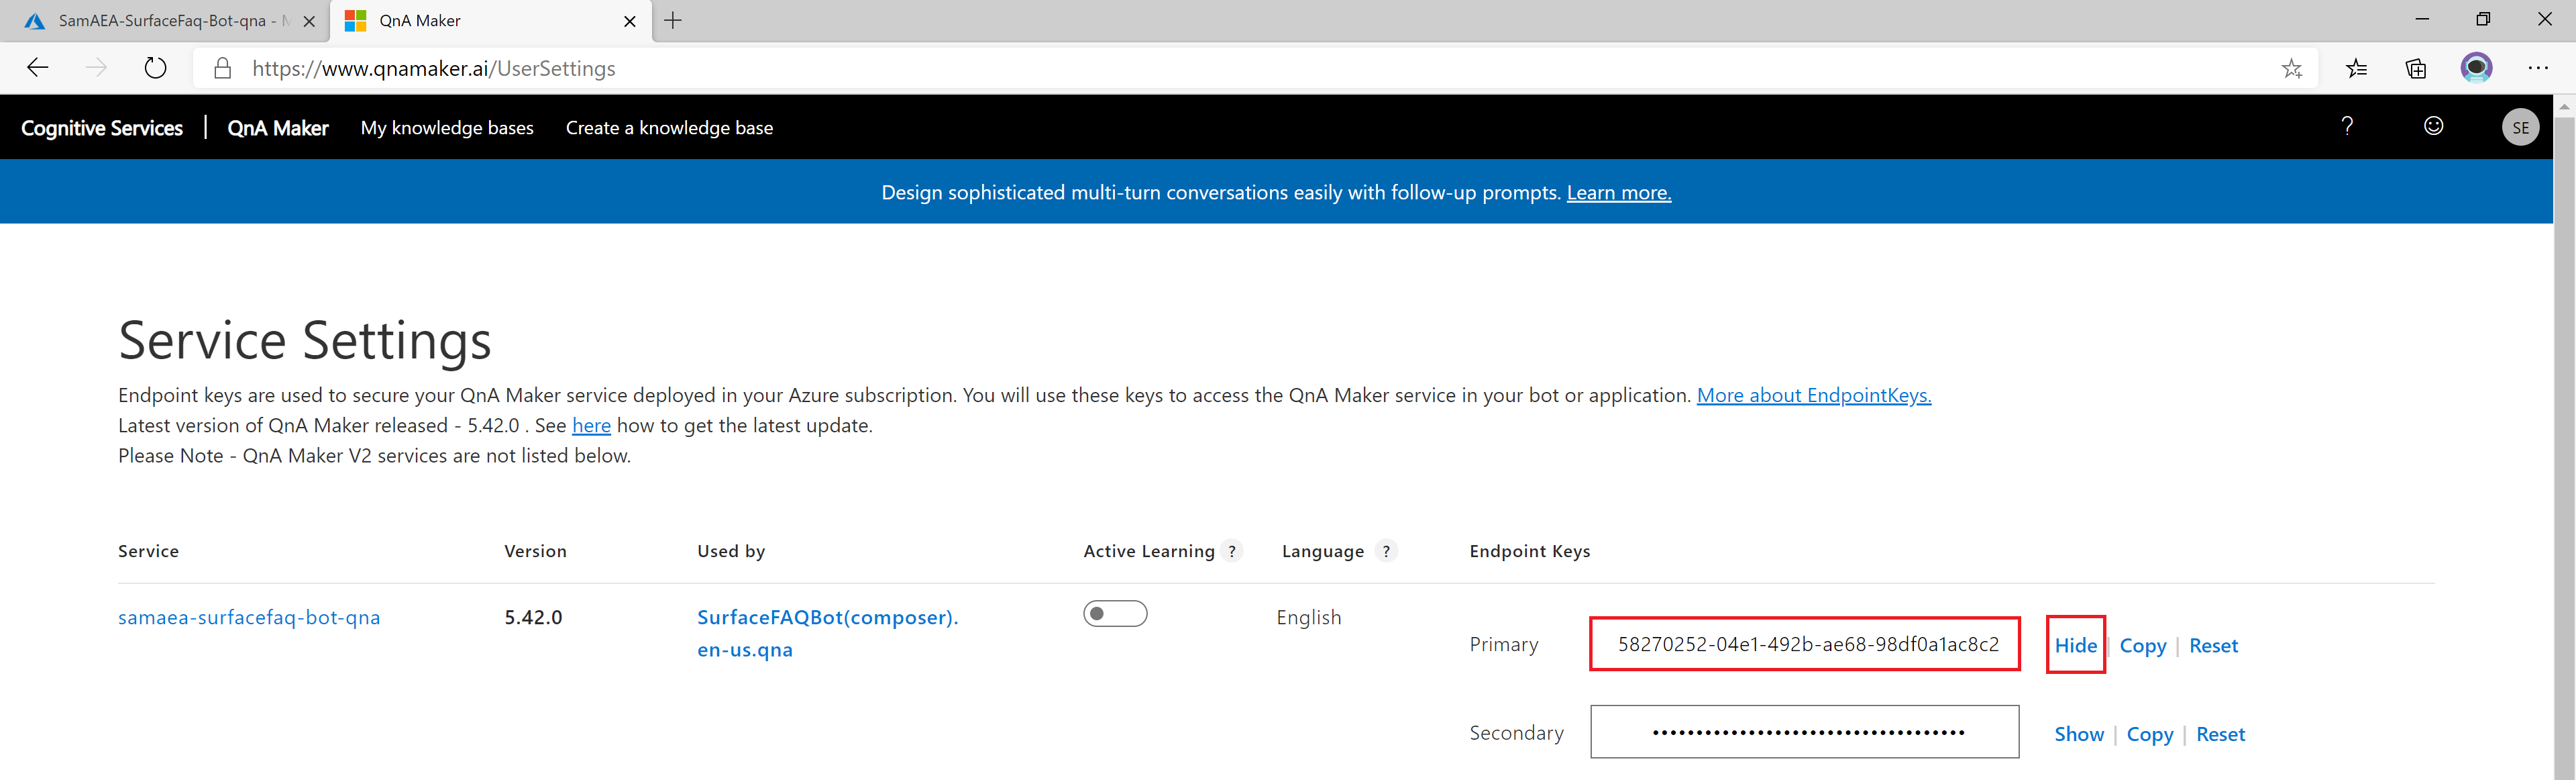 SamAEA-SurfaceFaq-Bot-qna -
QnA Maker
https://www.qnamaker.ai/UserSettings
Cognitive Services | QnA Maker My knowledge bases Create a knowledge base ? SE
Design sophisticated multi-turn conversations easily with follow-up prompts. Learn more.
Service Settings
Endpoint keys are used to secure your QnA Maker service deployed in your Azure subscription. You will use these keys to access the QnA Maker service in your bot or application. More about EndpointKeys.
Latest version of QnA Maker released - 5.42.0 . See here how to get the latest update.
Please Note - QnA Maker V2 services are not listed below.
Service Version Used by Active Learning ? Language ? Endpoint Keys
samaea-surfacefaq-bot-qna 5.42.0 SurfaceFAQBot(composer). English
en-us.qna
Primary 58270252-04e1-492b-ae68-98df0a1ac8c2 Hide | Copy | Reset
Secondary •••••••••••••••••••••••••••••••••••• Show | Copy | Reset